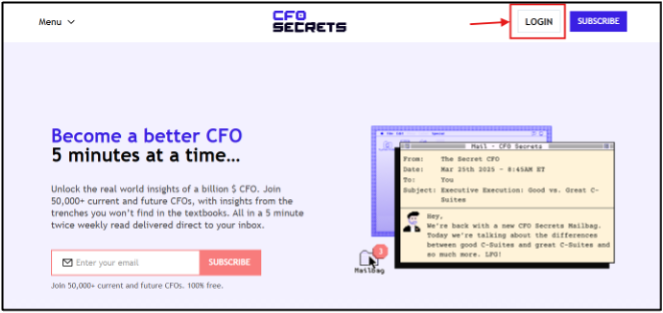 Menu
CFO
SECRETS
LOGIN
SUBSCRIBE
Become a better CFO
5 minutes at a time...
Unlock the real world insights of a billion $ CFO. Join
50,000+ current and future CFOs, with insights from the
trenches you won't find in the textbooks. All in a 5 minute
twice weekly read delivered direct to your inbox.
Enter your email
SUBSCRIBE
Join 50,000+ current and future CFOs. 100% free.
Mail - CFO Secrets
From: The Secret CFO
Date: Mar 25th 2025 - 8:45AM ET
To: You
Subject: Executive Execution: Good vs. Great C-
Suites
Hey,
We're back with a new CFO Secrets Mailbag.
Today we're talking about the differences
between good C-Suites and great C-Suites and
so much more. LFG!
3
Mailbag